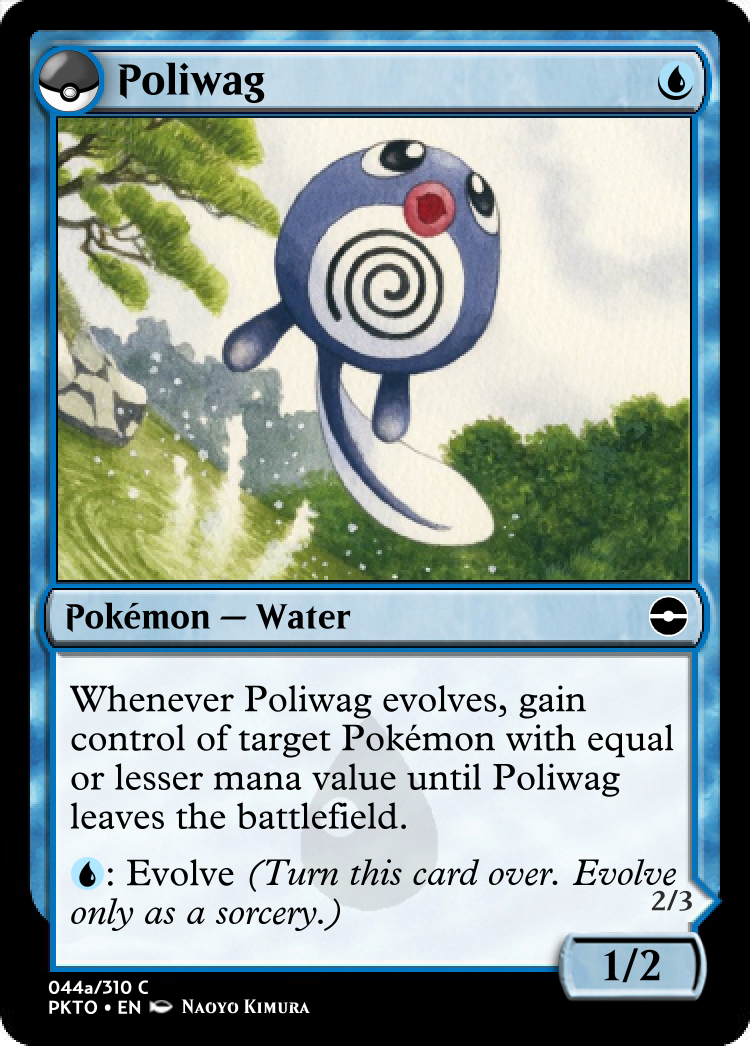 Poliwag
Pokémon — Water
Whenever Poliwag evolves, gain
control of target Pokémon with equal
or lesser mana value until Poliwag
leaves the battlefield.
: Evolve (Turn this card over. Evolve
only as a sorcery.)
2/3
1/2
044a/310 C
PKTO • EN Naoyo Kimura